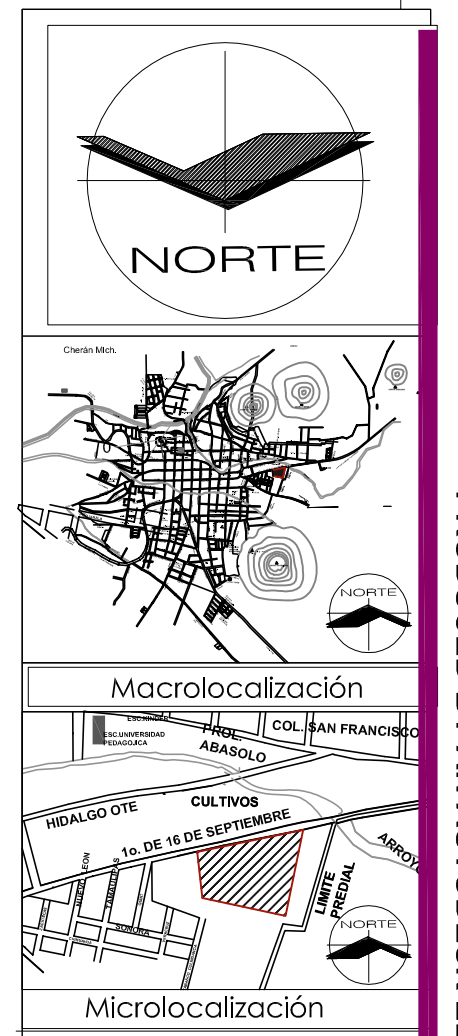 NORTE
Cherán Mich.
NORTE
Macrolocalización
ESC.KINDER
ESC.UNIVERSIDAD
PEDAGOJICA
PROL.
ABASOLO
COL. SAN FRANCISCO
HIDALGO OTE
CULTIVOS
1o. DE 16 DE SEPTIEMBRE
ARROYO
NUEVO LEON
TAMAULIPAS
SONORA
LIMITE
PREDIAL
NORTE
Microlocalización